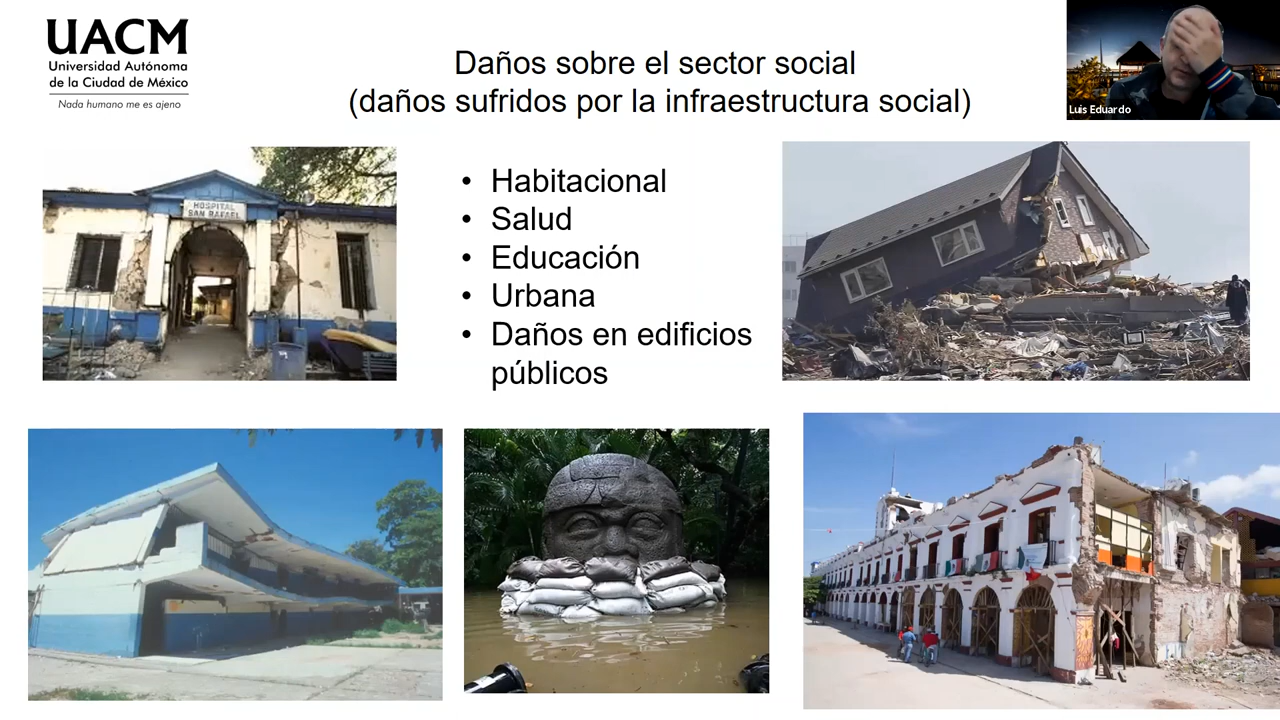 UACM
Universidad Autónoma
de la Ciudad de México
Nada humano me es ajeno
Daños sobre el sector social
(daños sufridos por la infraestructura social)
Luis Eduardo
HOSPITAL
SAN RAFAEL
• Habitacional
• Salud
• Educación
• Urbana
• Daños en edificios
públicos